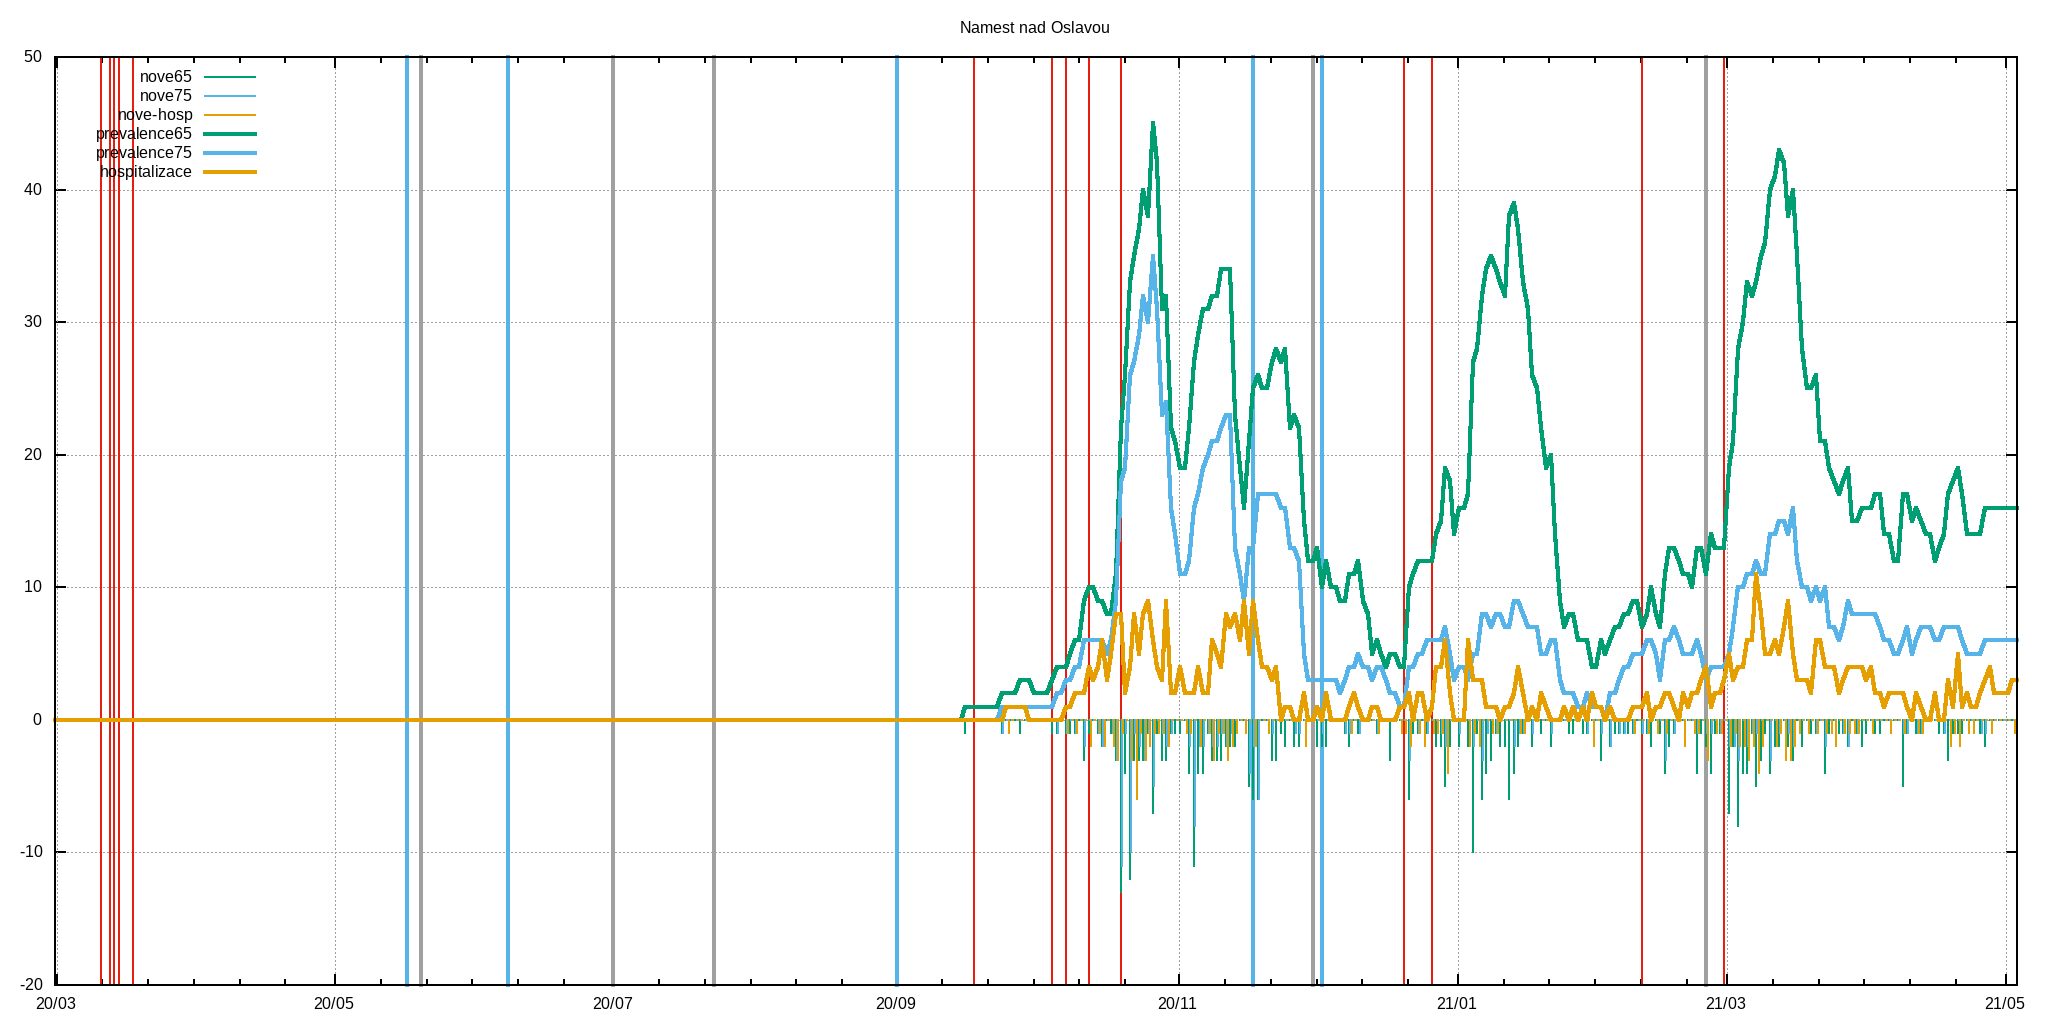 Namest nad Oslavou
50
nove65
nove75
nove-hosp
prevalence65
prevalence75
hospitalizace
40
30
20
10
0
-10
-20
20/03 20/05 20/07 20/09 20/11 21/01 21/03 21/05